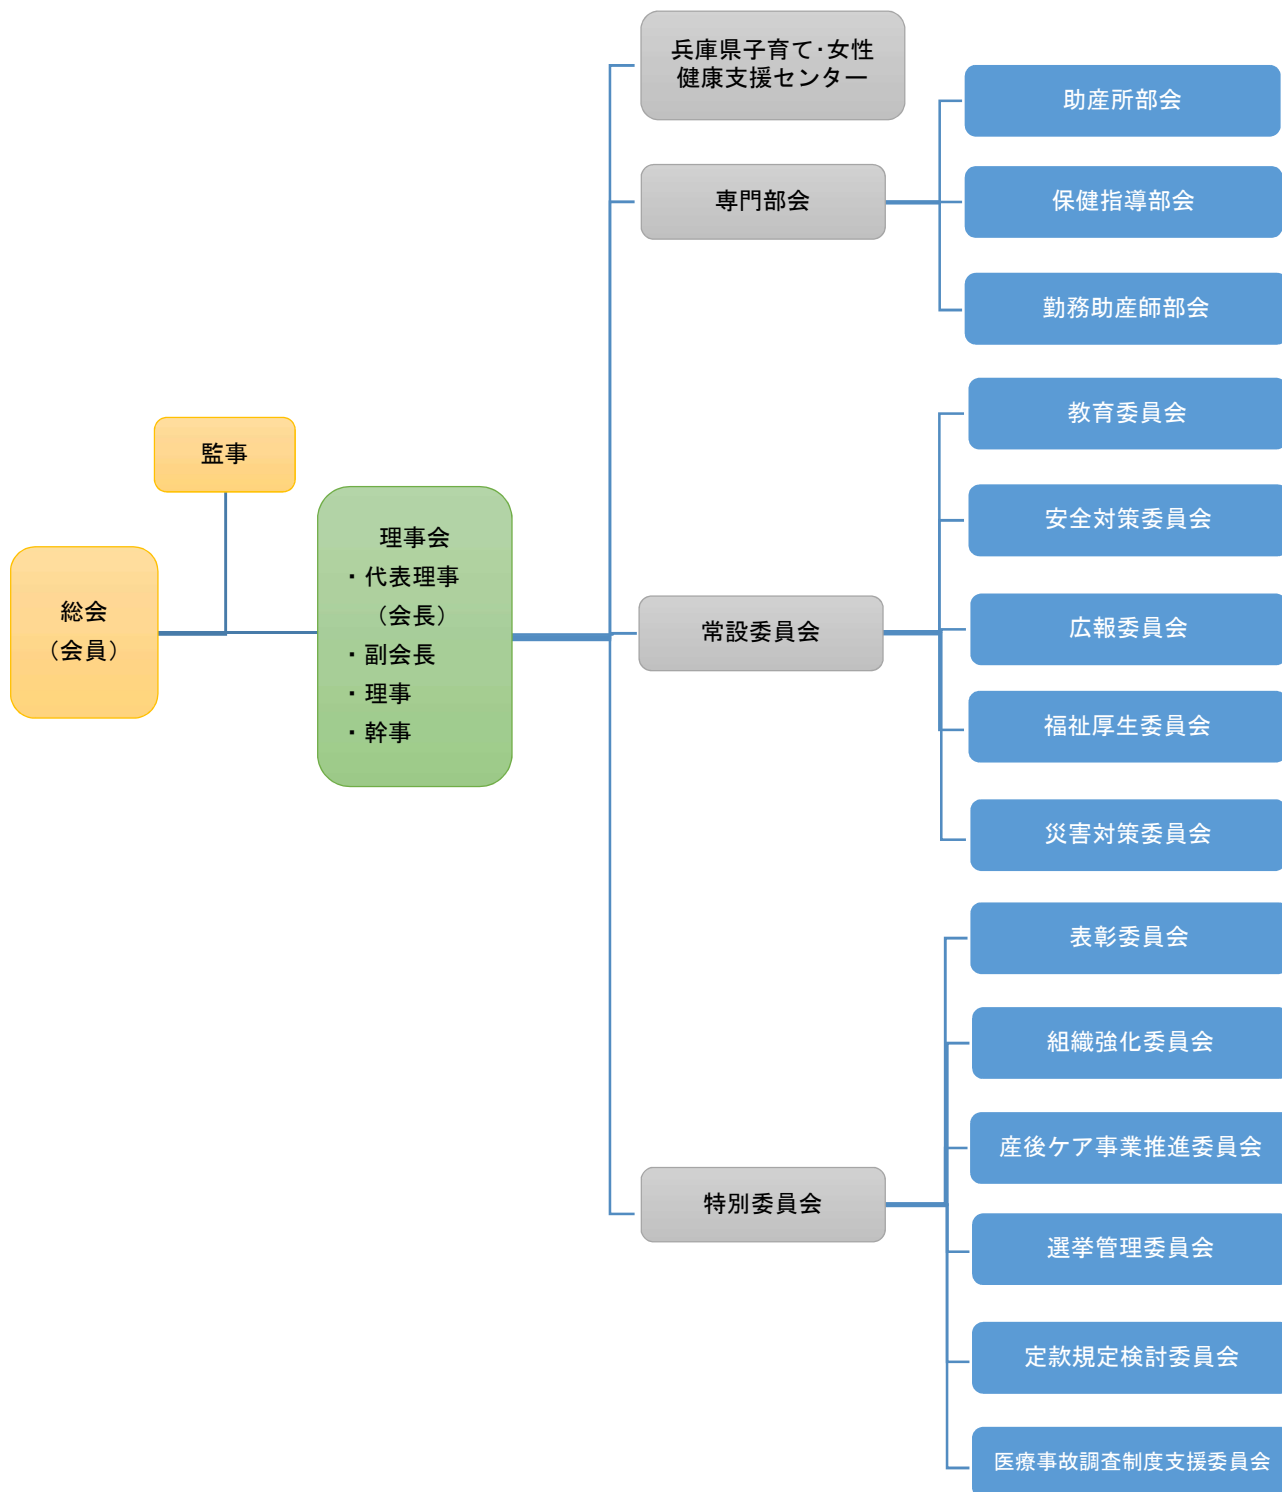 兵庫県子育て・女性
健康支援センター
助産所部会
専門部会
保健指導部会
勤務助産師部会
教育委員会
監事
安全対策委員会
理事会
・代表理事
（会長）
・副会長
・理事
・幹事
総会
（会員）
常設委員会
広報委員会
福祉厚生委員会
災害対策委員会
表彰委員会
組織強化委員会
産後ケア事業推進委員会
特別委員会
選挙管理委員会
定款規定検討委員会
医療事故調査制度支援委員会